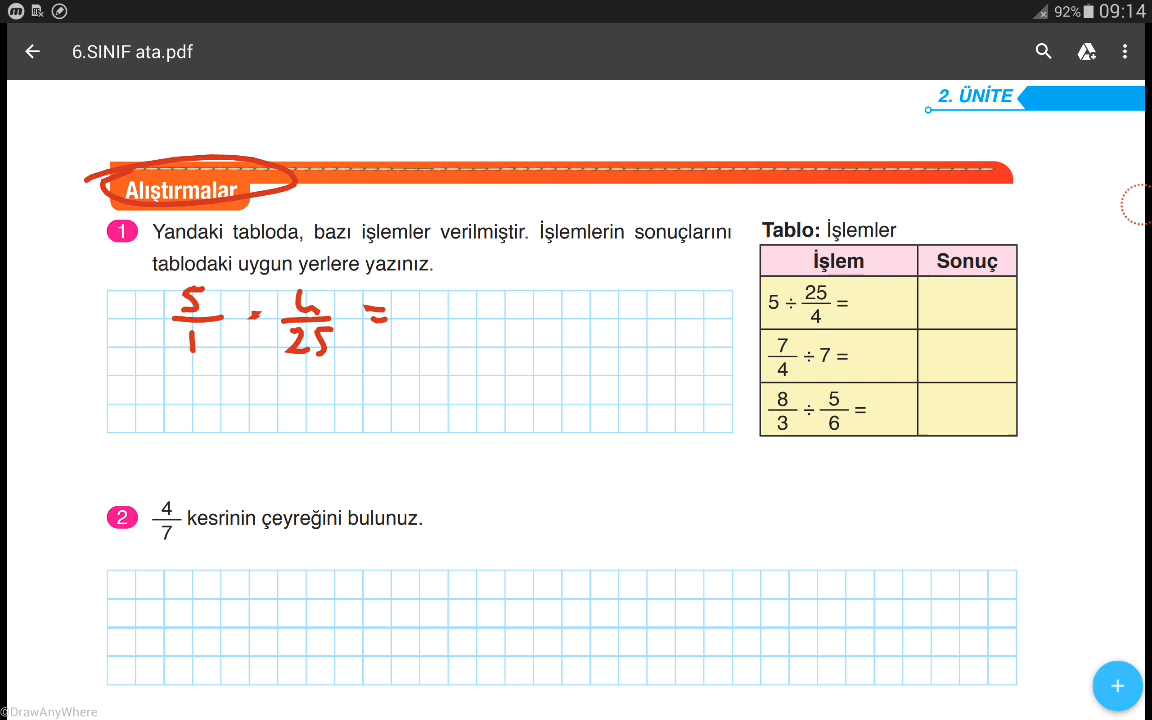 92% 09:14
6.SINIF ata.pdf
2. ÜNİTE
Alıştırmalar
1 Yandaki tabloda, bazı işlemler verilmiştir. İşlemlerin sonuçlarını
tablodaki uygun yerlere yazınız.
5/1 · 4/25 =
Tablo: İşlemler
İşlem Sonuç
5 ÷ 25/4 =
7/4 ÷ 7 =
8/3 ÷ 5/6 =
2 4/7 kesrinin çeyreğini bulunuz.
©DrawAnyWhere